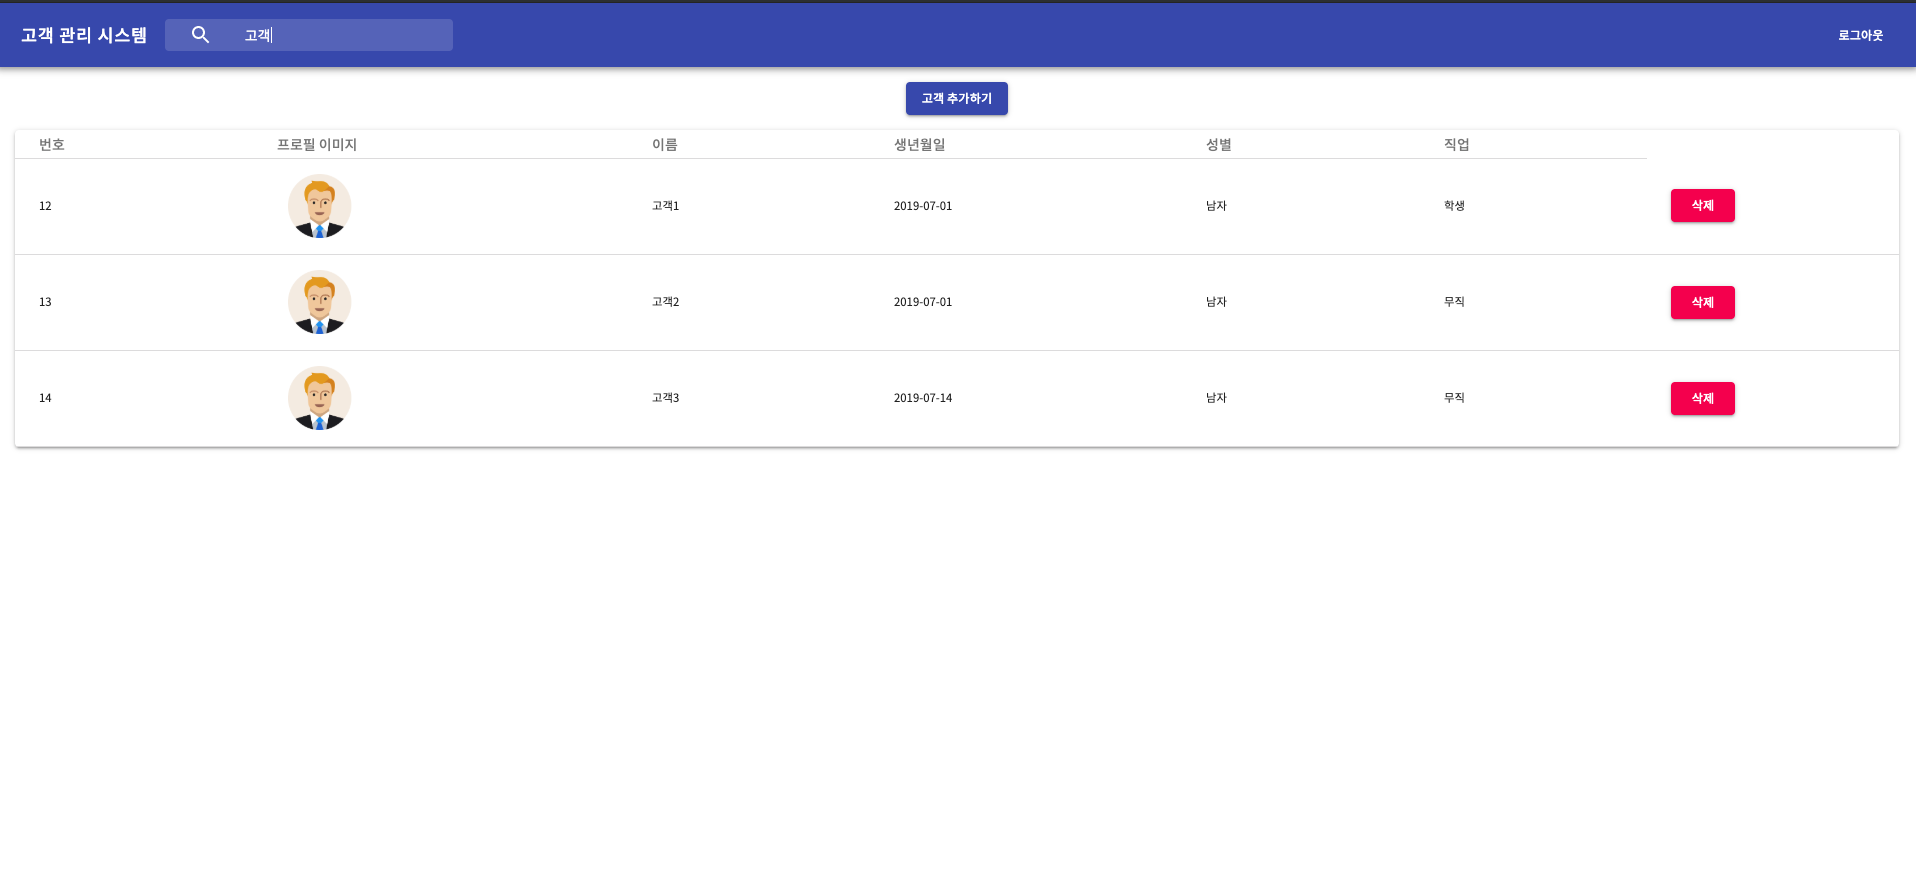 고객 관리 시스템 고객 로그아웃
고객 추가하기
번호 프로필 이미지 이름 생년월일 성별 직업
12 고객1 2019-07-01 남자 학생 삭제
13 고객2 2019-07-01 남자 무직 삭제
14 고객3 2019-07-14 남자 무직 삭제